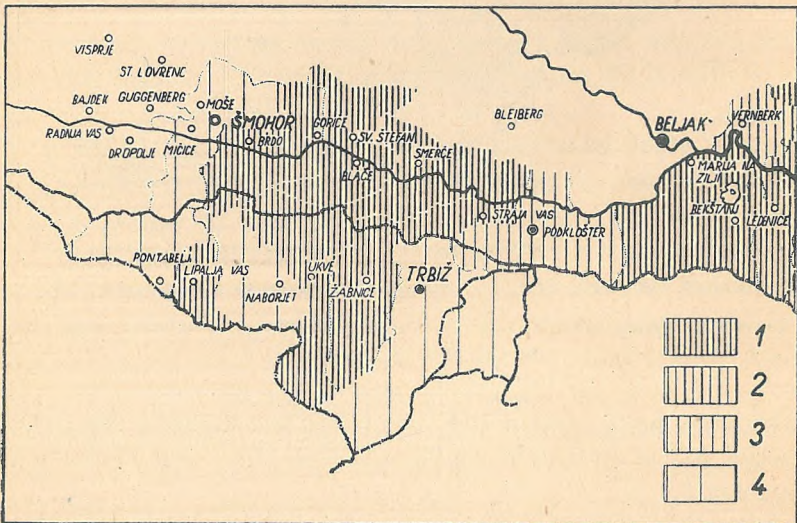 VISPRJE
ST. LOVRENC
BAJDEK
GUGGENBERG
MOŠE
ŠMOHOR
RADNJA VAS
DROPOLJE
MIČICE
BRDO
GORIČE
SV. ŠTEFAN
BLAČE
SMERČE
BLEIBERG
BELJAK
VERNBERK
MARIJA NA
ZILJI
BEKŠTANJ
LEDENICE
STRAJA VAS
PODKLOŠTER
PONTABELJ
LIPALJA VAS
NABORJET
UKVE
ŽABNICE
TRBIŽ
1
2
3
4